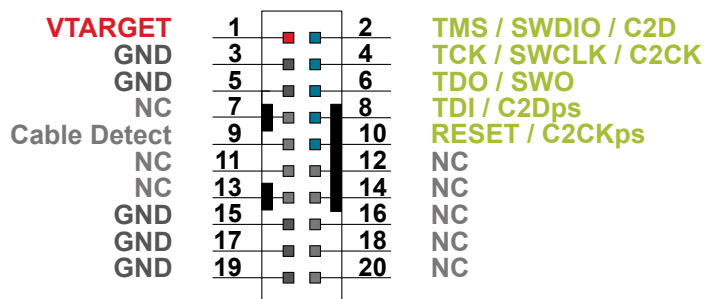 VTARGET 1 2 TMS / SWDIO / C2D
GND 3 4 TCK / SWCLK / C2CK
GND 5 6 TDO / SWO
NC 7 8 TDI / C2Dps
Cable Detect 9 10 RESET / C2CKps
NC 11 12 NC
NC 13 14 NC
GND 15 16 NC
GND 17 18 NC
GND 19 20 NC